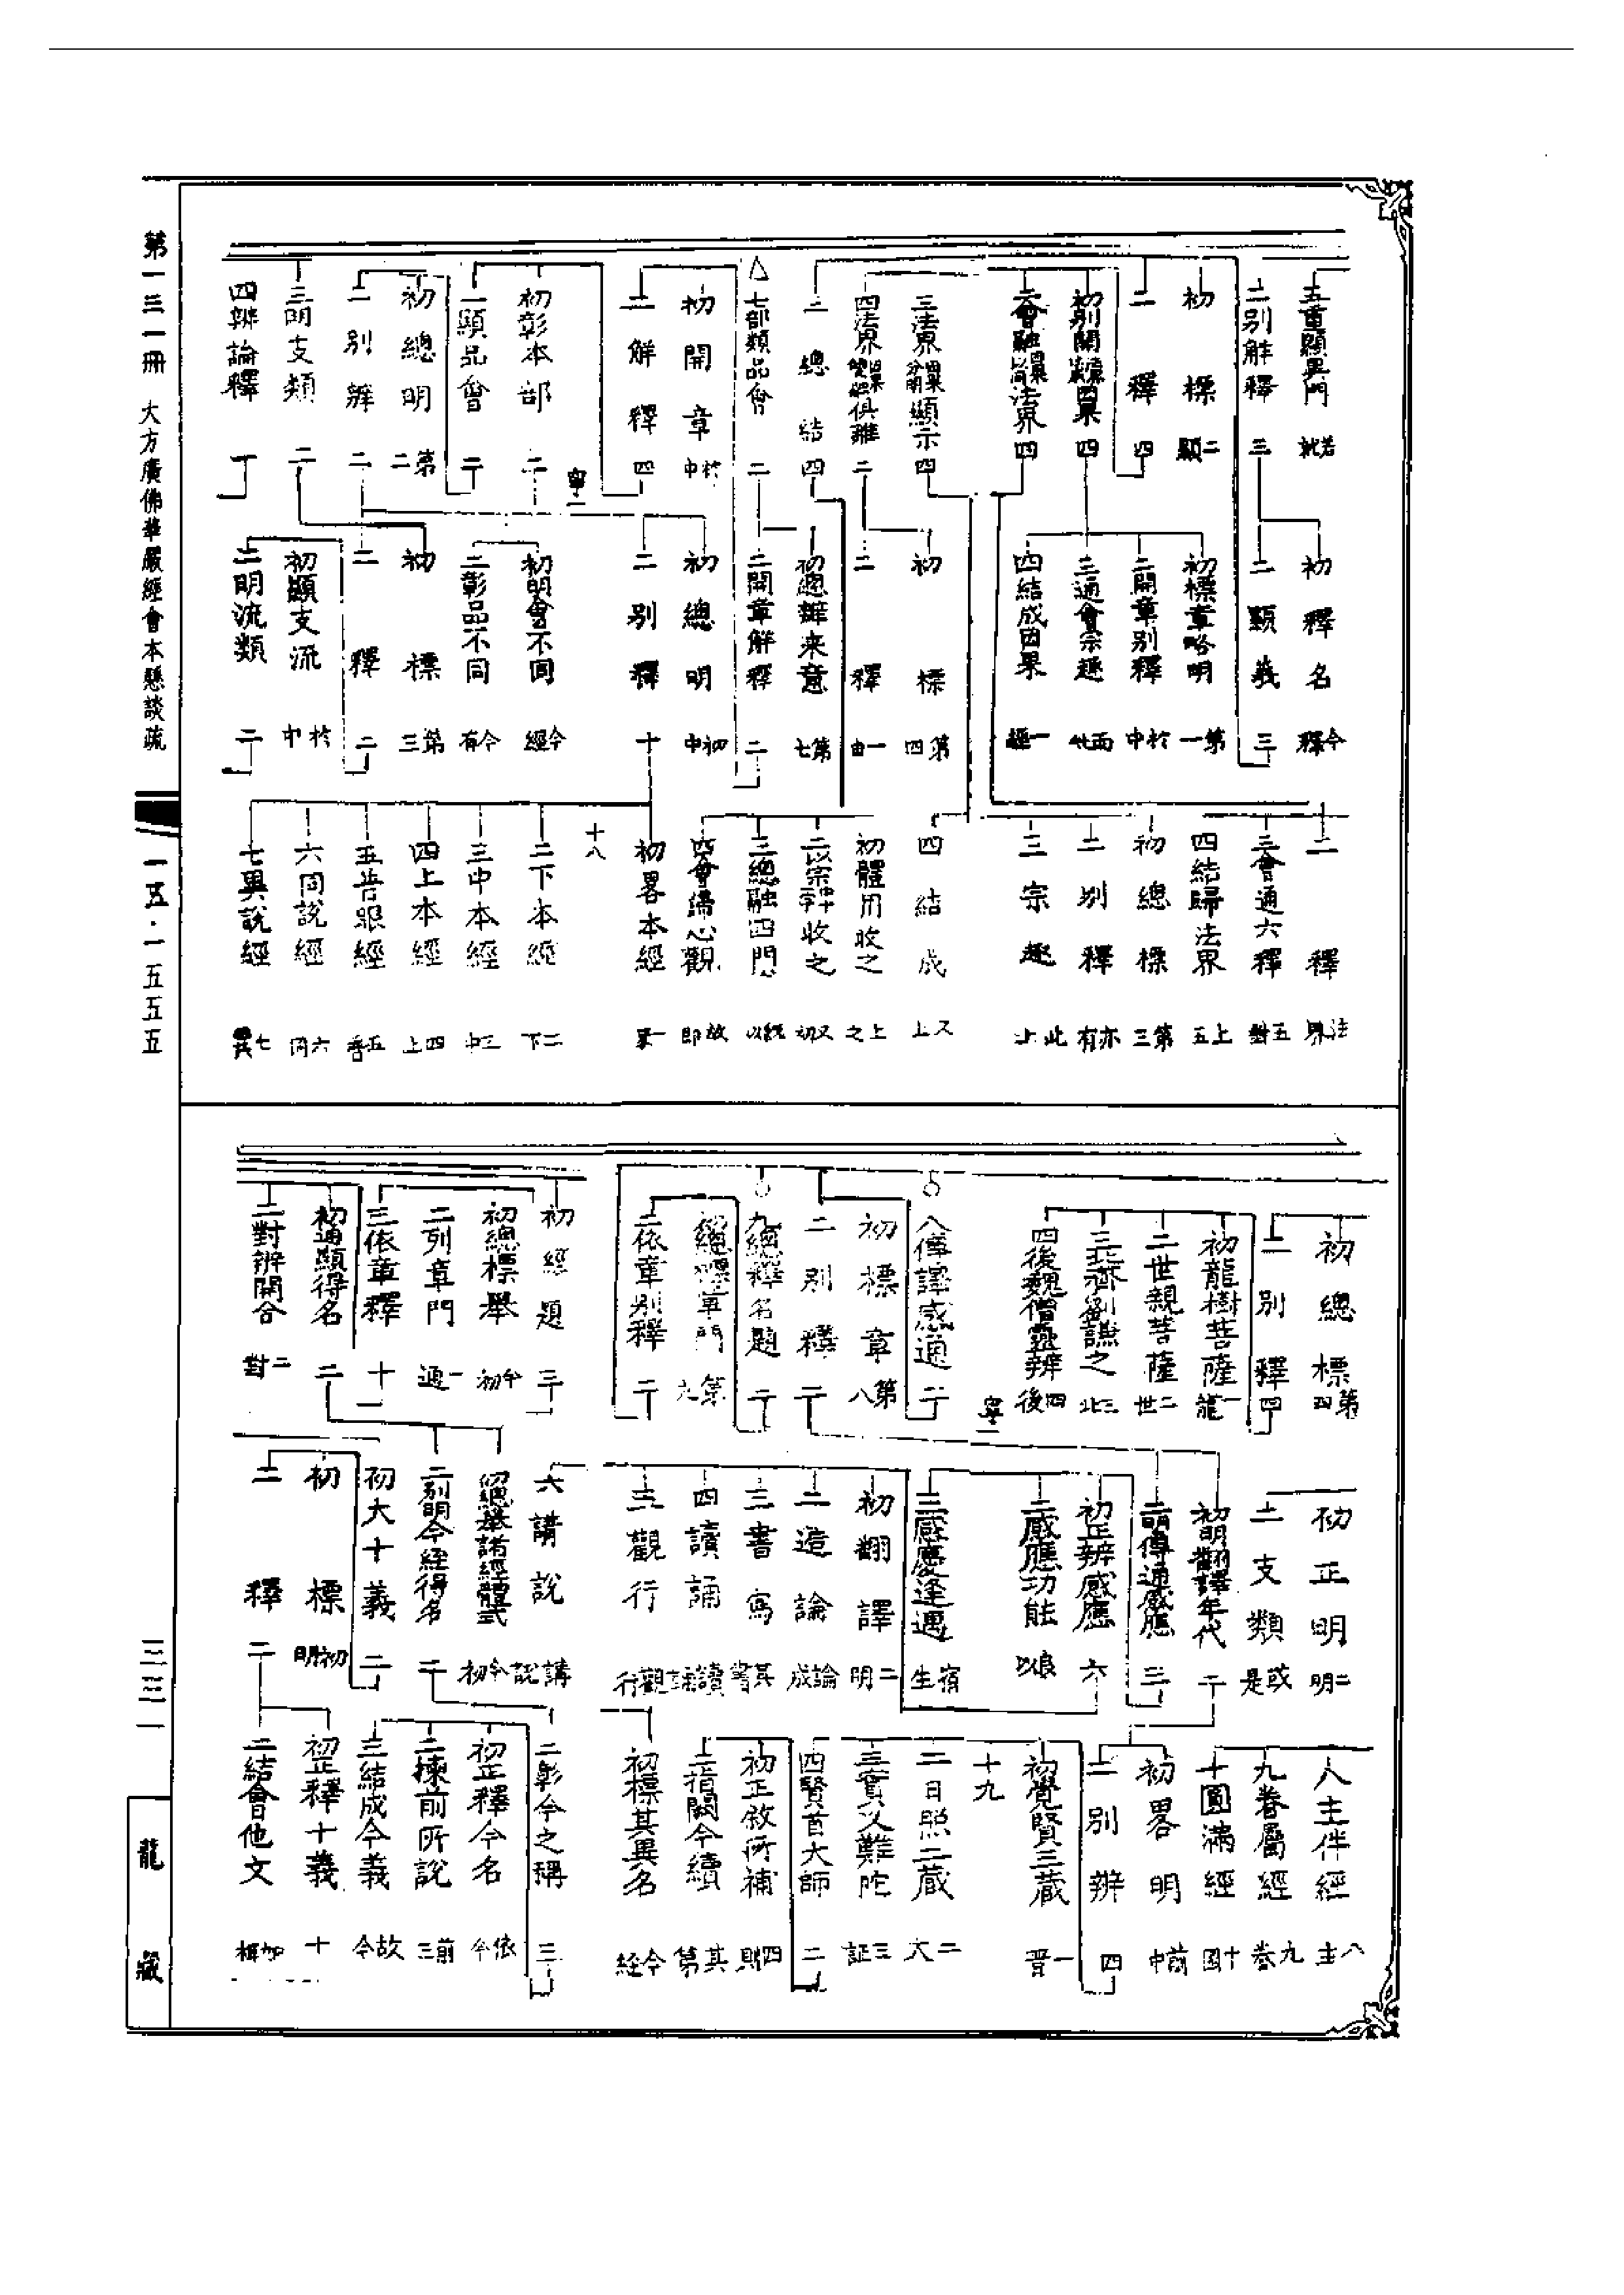 五重顯異門 若就
二別解釋 三
初標 二顯
二釋 四
初別開 因果 四
二會融 法界 四
三法界 顯示 四
四法界 俱離 二
三總結 四
七部類品會 二
初開章 於中
二解釋 四
寧一
初彰本部 二
二顯品會 二
初總明 第二
二別辨 二
三明支類 二
四辨論釋 二
初釋名 今釋
二顯義 三
初標章略明 第一
二開章別釋 於中
三通會宗趣 而此
四結成因果 一經
初標 第四
二釋 一由
初總辨來意 第七
二開章解釋 二
初總明 初中
二別釋 十
初明會不同 今經
二彰品不同 今有
初標 第三
二釋 二
初顯支流 於中
二明流類 二
二釋 法界
三會通六釋 五對
四結歸法界 上五
初總標 第三
二別釋 亦有
三宗趣 此上
四結成 又上
初體用收之 上之
二以宗 收之 又初
三總融四門 以
四會歸心觀 故即
初畧本經 一畧
十八
二下本經 二下
三中本經 三中
四上本經 四上
五普眼經 五普
六同說經 六同
七異說經 七異
初總標 第四
二別釋 四
初龍樹菩薩 一龍
二世親菩薩 二世
三北齊劉謙之 三北
四後魏僧靈辨 四後
寧二
八傳譯感通 二
初標章 第八
二別釋 二
九總釋名題 二
初總標章門 第九
二依章別釋 二
初經題 三
初總標舉 今初
二列章門 一通
三依章釋 十
初通顯得名 二
二對辨開合 二對
初正明 二明
二支類 或是
初明翻譯年代 二
二明傳通感應 三
初正辨感應 六
二感應功能 良以
三感慶逢遇 宿生
初翻譯 二明
二造論 論成
三書寫 其書
四讀誦 讀
五觀行 觀行
六講說 講說
初總舉諸經體式 今初
二別明今經得名 二
初大十義 二
初標 初明
二釋 二
八主伴經 八主
九眷屬經 九眷
十圓滿經 十圓
初畧明 前中
二別辨 四
初覺賢三藏 一晋
十九
二日照三藏 二大
三實叉難陀 三証
四賢首大師 二
初正敘所補 四則
二指闕今續 其第
初標其異名 今經
二彰今之稱 三
初正釋今名 依今
二揀前所說 前三
三結成今義 故今
初正釋十義 十
二結會他文 如
第一三一冊 大方廣佛華嚴經會本懸談疏
一五·一五五五
三三一
龍藏